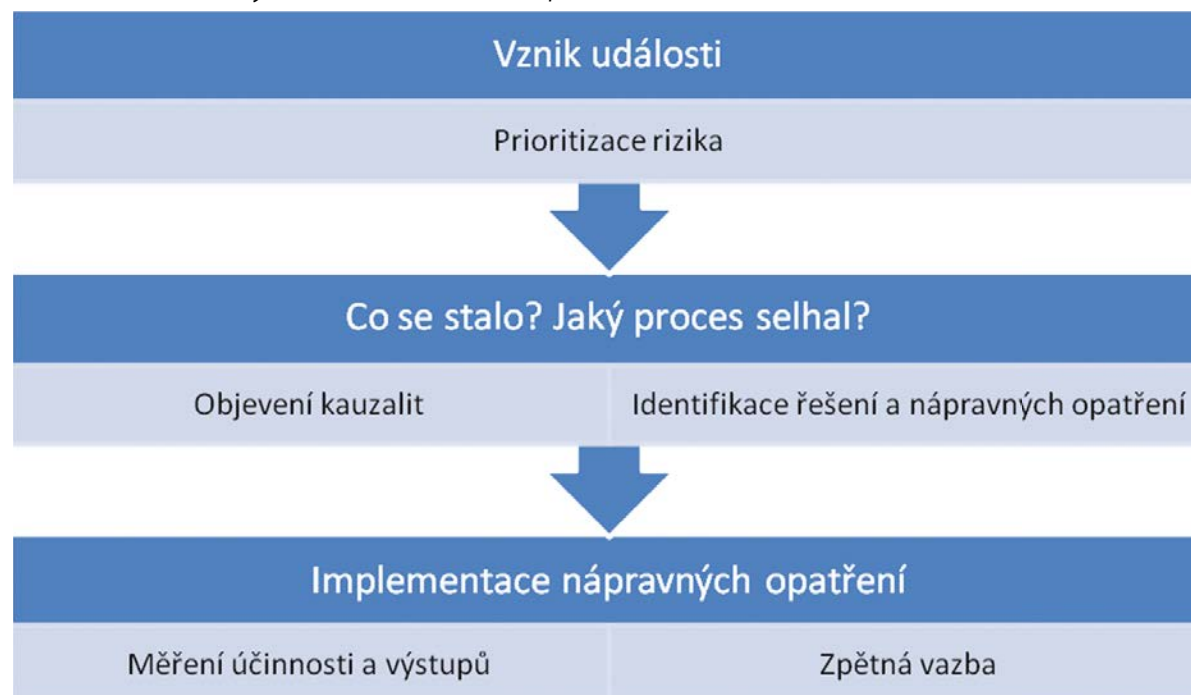 Vznik události
Prioritizace rizika
Co se stalo? Jaký proces selhal?
Objevení kauzalit
Identifikace řešení a nápravných opatření
Implementace nápravných opatření
Měření účinnosti a výstupů
Zpětná vazba